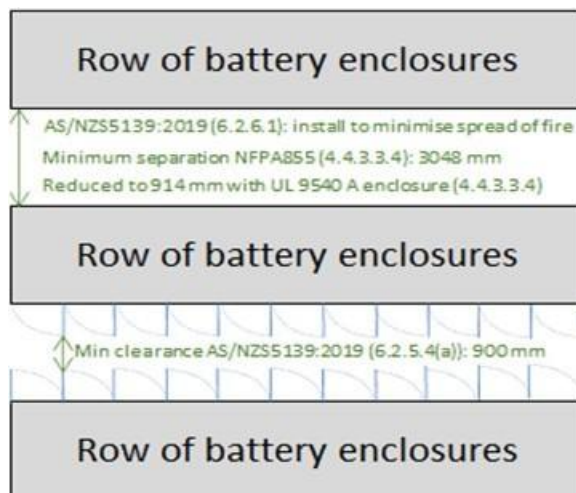 Row of battery enclosures
AS/NZS5139:2019 (6.2.6.1): install to minimise spread of fire
Minimum separation NFPA855 (4.4.3.3.4): 3048 mm
Reduced to 914 mm with UL 9540 A enclosure (4.4.3.3.4)
Row of battery enclosures
Min clearance AS/NZS5139:2019 (6.2.5.4(a)): 900 mm
Row of battery enclosures